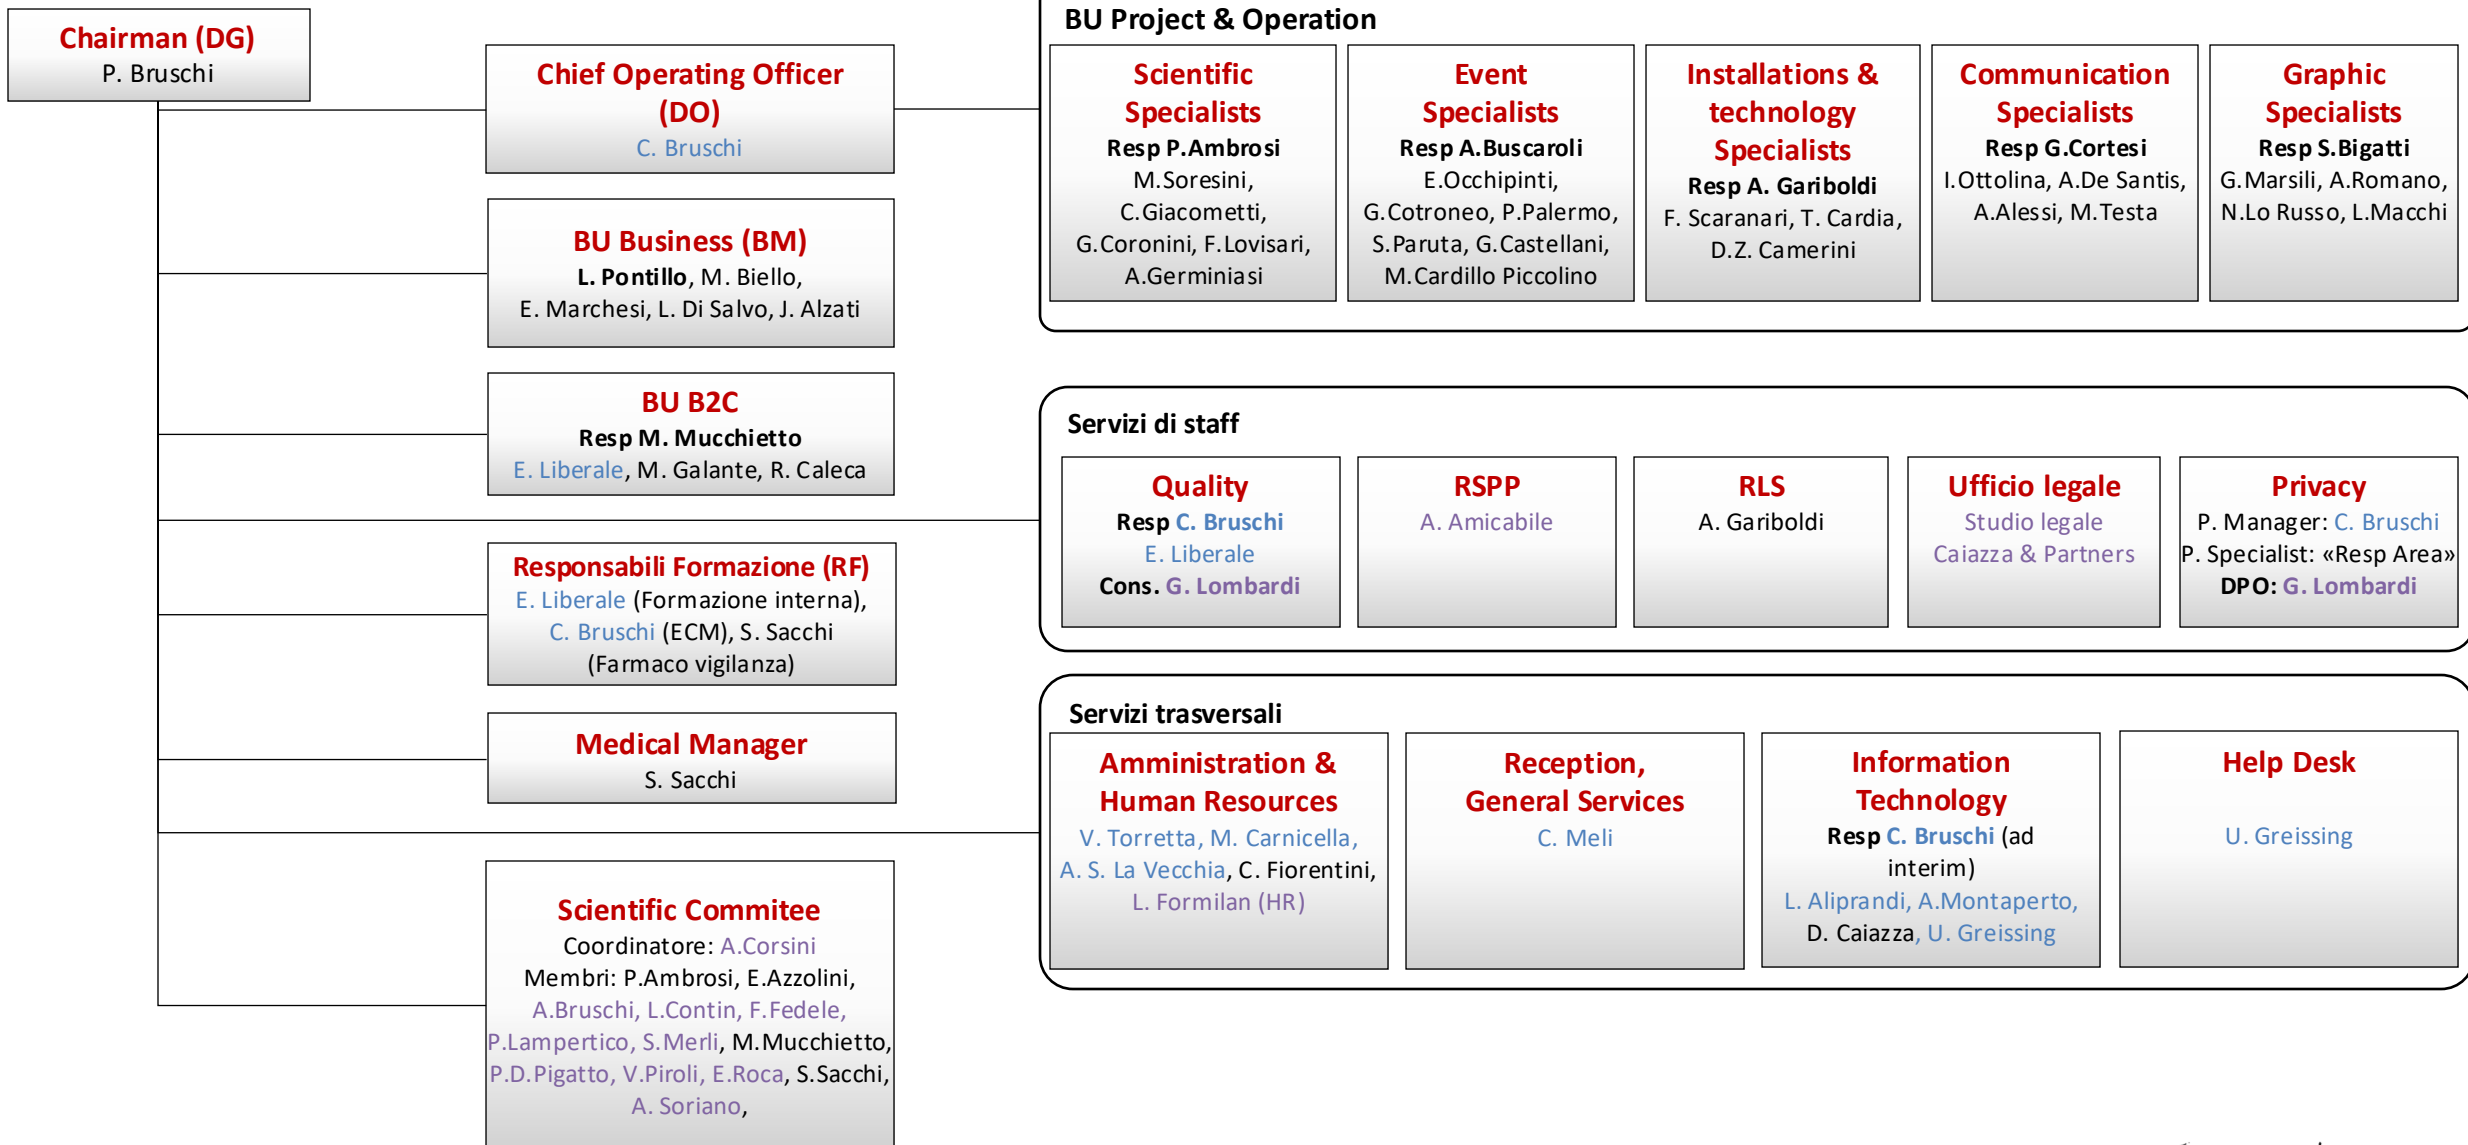 Chairman (DG)
P. Bruschi
Chief Operating Officer
(DO)
C. Bruschi
BU Business (BM)
L. Pontillo, M. Biello,
E. Marchesi, L. Di Salvo, J. Alzati
BU B2C
Resp M. Mucchietto
E. Liberale, M. Galante, R. Caleca
Responsabili Formazione (RF)
E. Liberale (Formazione interna),
C. Bruschi (ECM), S. Sacchi
(Farmaco vigilanza)
Medical Manager
S. Sacchi
Scientific Commitee
Coordinatore: A.Corsini
Membri: P.Ambrosi, E.Azzolini,
A.Bruschi, L.Contin, F.Fedele,
P.Lampertico, S.Merli, M.Mucchietto,
P.D.Pigatto, V.Piroli, E.Roca, S.Sacchi,
A. Soriano,
BU Project & Operation
Scientific
Specialists
Resp P.Ambrosi
M.Soresini,
C.Giacometti,
G.Coronini, F.Lovisari,
A.Germiniasi
Event
Specialists
Resp A.Buscaroli
E.Occhipinti,
G.Cotroneo, P.Palermo,
S.Paruta, G.Castellani,
M.Cardillo Piccolino
Installations &
technology
Specialists
Resp A. Gariboldi
F. Scaranari, T. Cardia,
D.Z. Camerini
Communication
Specialists
Resp G.Cortesi
I.Ottolina, A.De Santis,
A.Alessi, M.Testa
Graphic
Specialists
Resp S.Bigatti
G.Marsili, A.Romano,
N.Lo Russo, L.Macchi
Servizi di staff
Quality
Resp C. Bruschi
E. Liberale
Cons. G. Lombardi
RSPP
A. Amicabile
RLS
A. Gariboldi
Ufficio legale
Studio legale
Caiazza & Partners
Privacy
P. Manager: C. Bruschi
P. Specialist: «Resp Area»
DPO: G. Lombardi
Servizi trasversali
Amministration &
Human Resources
V. Torretta, M. Carnicella,
A. S. La Vecchia, C. Fiorentini,
L. Formilan (HR)
Reception,
General Services
C. Meli
Information
Technology
Resp C. Bruschi (ad
interim)
L. Aliprandi, A.Montaperto,
D. Caiazza, U. Greissing
Help Desk
U. Greissing